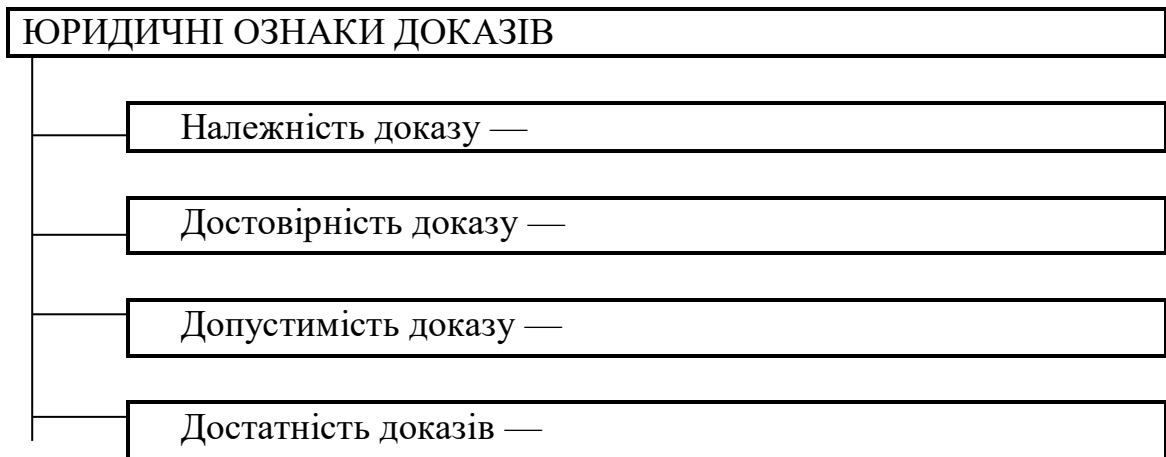 ЮРИДИЧНІ ОЗНАКИ ДОКАЗІВ
Належність доказу —
Достовірність доказу —
Допустимість доказу —
Достатність доказів —